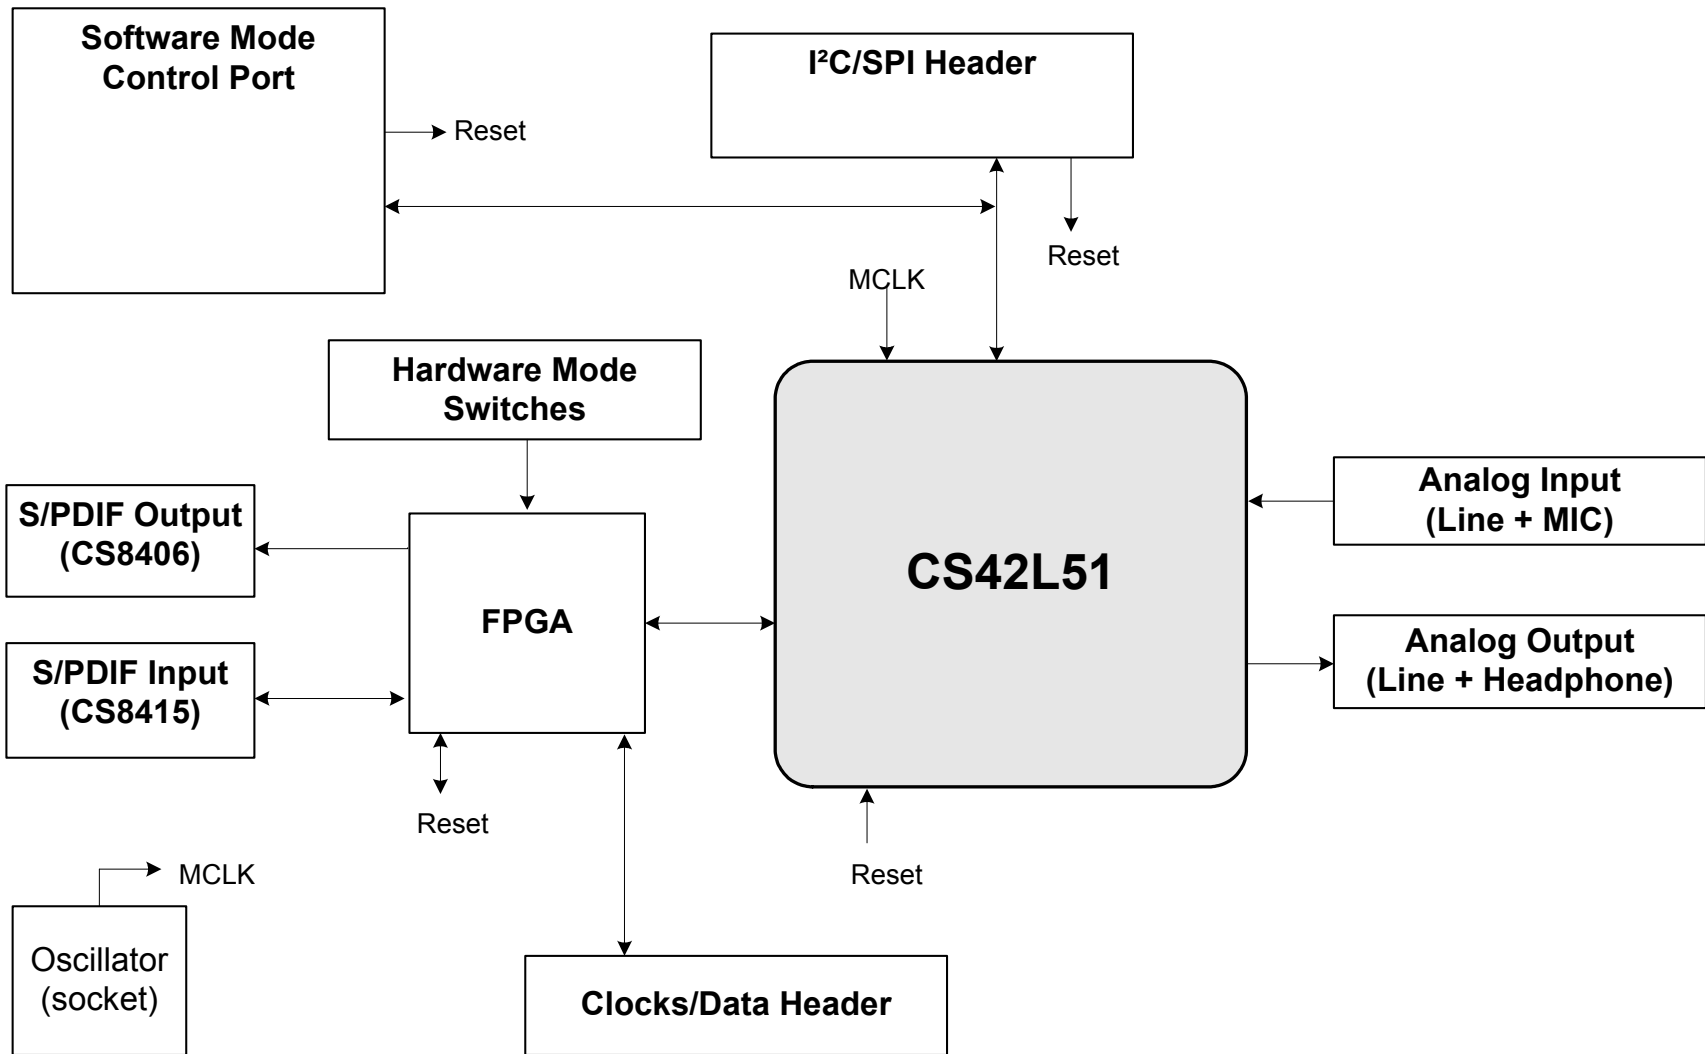 Software Mode
Control Port
I²C/SPI Header
Reset
Reset
MCLK
Hardware Mode
Switches
Analog Input
(Line + MIC)
S/PDIF Output
(CS8406)
CS42L51
FPGA
S/PDIF Input
(CS8415)
Analog Output
(Line + Headphone)
Reset
Reset
MCLK
Oscillator
(socket)
Clocks/Data Header